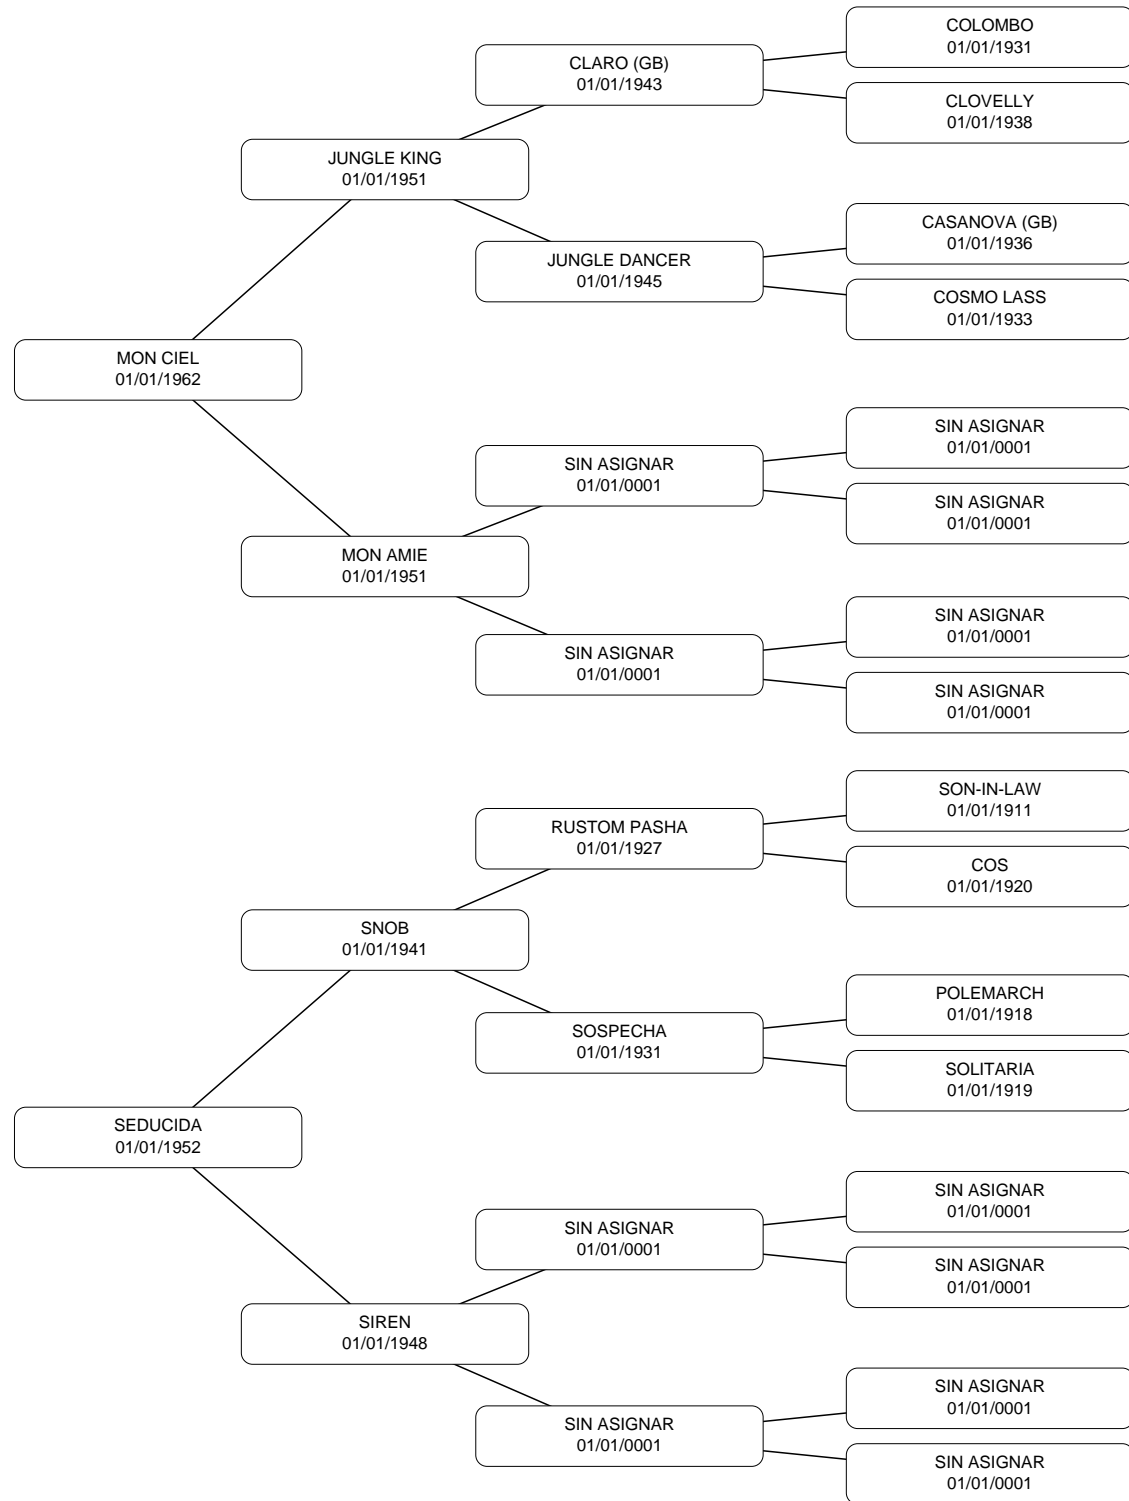 COLOMBO
01/01/1931
CLARO (GB)
01/01/1943
CLOVELLY
01/01/1938
JUNGLE KING
01/01/1951
CASANOVA (GB)
01/01/1936
JUNGLE DANCER
01/01/1945
COSMO LASS
01/01/1933
MON CIEL
01/01/1962
SIN ASIGNAR
01/01/0001
SIN ASIGNAR
01/01/0001
SIN ASIGNAR
01/01/0001
MON AMIE
01/01/1951
SIN ASIGNAR
01/01/0001
SIN ASIGNAR
01/01/0001
SIN ASIGNAR
01/01/0001
SON-IN-LAW
01/01/1911
RUSTOM PASHA
01/01/1927
COS
01/01/1920
SNOB
01/01/1941
POLEMARCH
01/01/1918
SOSPECHA
01/01/1931
SOLITARIA
01/01/1919
SEDUCIDA
01/01/1952
SIN ASIGNAR
01/01/0001
SIN ASIGNAR
01/01/0001
SIN ASIGNAR
01/01/0001
SIREN
01/01/1948
SIN ASIGNAR
01/01/0001
SIN ASIGNAR
01/01/0001
SIN ASIGNAR
01/01/0001